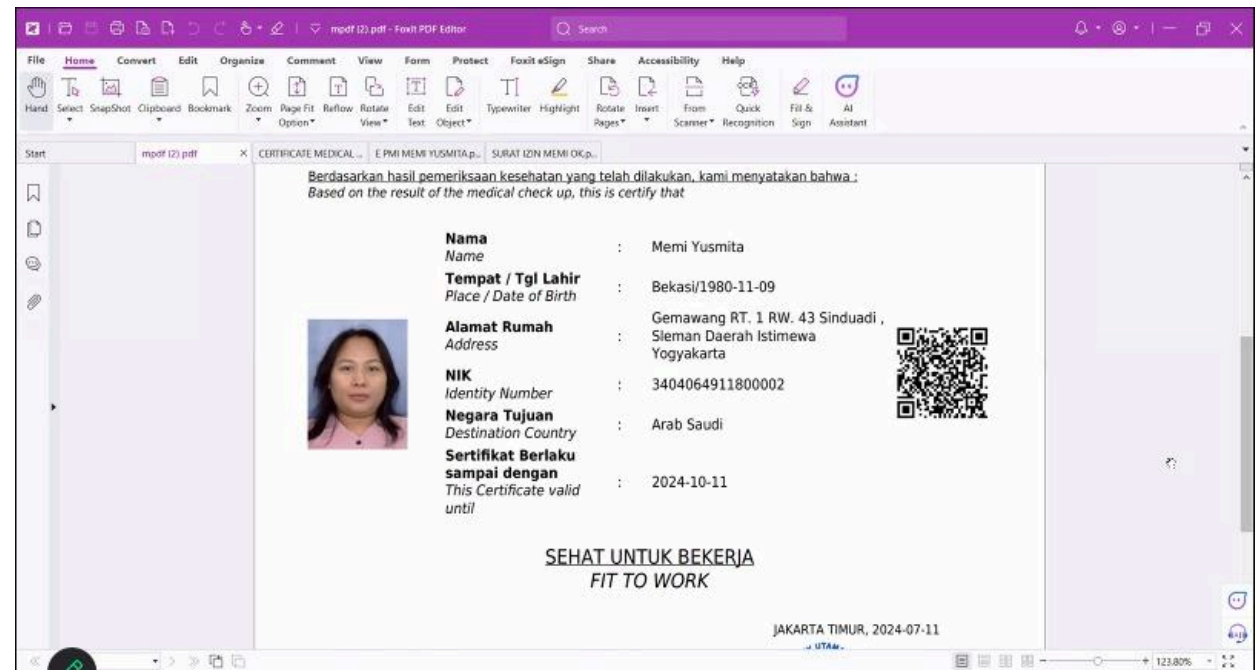 mpdf (2).pdf - Foxit PDF Editor
Search
File Home Convert Edit Organize Comment View Form Protect Foxit eSign Share Accessibility Help
Hand Select SnapShot Clipboard Bookmark Zoom Page Fit Option Reflow Rotate View Edit Text Edit Object Typewriter Highlight Rotate Pages Insert From Scanner Quick Recognition Fill & Sign AI Assistant
Start mpdf (2).pdf CERTIFICATE MEDICAL ... E PMI MEMI YUSMITA.p... SURAT IZIN MEMI OK.p...
Berdasarkan hasil pemeriksaan kesehatan yang telah dilakukan, kami menyatakan bahwa :
Based on the result of the medical check up, this is certify that
Nama : Memi Yusmita
Name
Tempat / Tgl Lahir : Bekasi/1980-11-09
Place / Date of Birth
Alamat Rumah : Gemawang RT. 1 RW. 43 Sinduadi ,
Address Sleman Daerah Istimewa
Yogyakarta
NIK : 3404064911800002
Identity Number
Negara Tujuan : Arab Saudi
Destination Country
Sertifikat Berlaku
sampai dengan : 2024-10-11
This Certificate valid
until
SEHAT UNTUK BEKERJA
FIT TO WORK
JAKARTA TIMUR, 2024-07-11
UTAM
123.80%